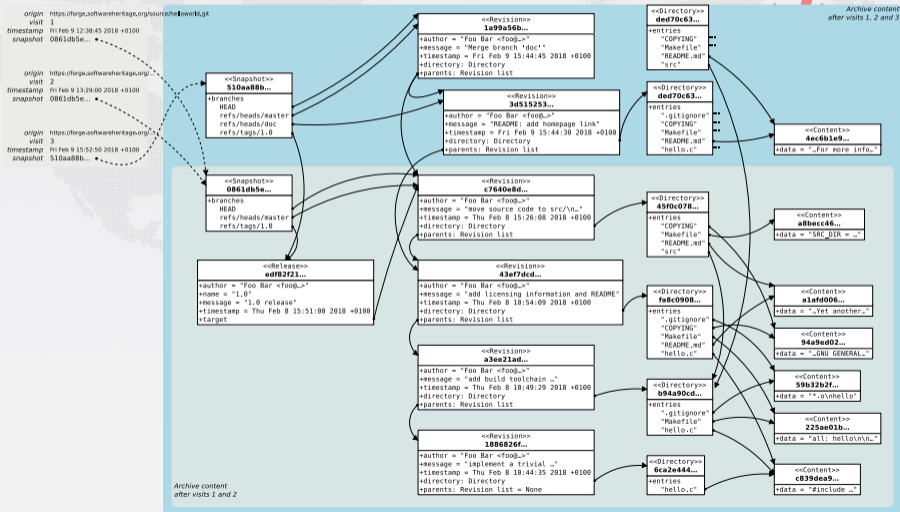 origin https://forge.softwareheritage.org/source/helloworld.git
visit 1
timestamp Fri Feb 9 12:38:45 2018 +0100
snapshot 0861db5e...
origin https://forge.softwareheritage.org/...
visit 2
timestamp Fri Feb 9 13:29:00 2018 +0100
snapshot 0861db5e...
origin https://forge.softwareheritage.org/...
visit 3
timestamp Fri Feb 9 15:52:50 2018 +0100
snapshot 510aa88b...
Archive content
after visits 1, 2 and 3
<<Snapshot>>
510aa88b…
+branches
HEAD
refs/heads/master
refs/heads/doc
refs/tags/1.0
<<Snapshot>>
0861db5e…
+branches
HEAD
refs/heads/master
refs/tags/1.0
<<Release>>
edf82f21…
+author = "Foo Bar <foo@…>"
+name = "1.0"
+message = "1.0 release"
+timestamp = Thu Feb 8 15:51:08 2018 +0100
+target
<<Revision>>
1a99a56b…
+author = "Foo Bar <foo@…>"
+message = "Merge branch 'doc'"
+timestamp = Fri Feb 9 15:44:45 2018 +0100
+directory: Directory
+parents: Revision list
<<Revision>>
3d515253…
+author = "Foo Bar <foo@…>"
+message = "README: add homepage link"
+timestamp = Fri Feb 9 15:44:30 2018 +0100
+directory: Directory
+parents: Revision list
<<Revision>>
c7640e8d…
+author = "Foo Bar <foo@…>"
+message = "move source code to src/\n…"
+timestamp = Thu Feb 8 15:26:08 2018 +0100
+directory: Directory
+parents: Revision list
<<Revision>>
43ef7dcd…
+author = "Foo Bar <foo@…>"
+message = "add licensing information and README"
+timestamp = Thu Feb 8 10:54:09 2018 +0100
+directory: Directory
+parents: Revision list
<<Revision>>
a3ee21ad…
+author = "Foo Bar <foo@…>"
+message = "add build toolchain …"
+timestamp = Thu Feb 8 10:49:29 2018 +0100
+directory: Directory
+parents: Revision list
<<Revision>>
1886826f…
+author = "Foo Bar <foo@…>"
+message = "implement a trivial …"
+timestamp = Thu Feb 8 10:44:35 2018 +0100
+directory: Directory
+parents: Revision list = None
<<Directory>>
ded70c63…
+entries
"COPYING"
"Makefile"
"README.md"
"src"
<<Directory>>
ded70c63…
+entries
".gitignore"
"COPYING"
"Makefile"
"README.md"
"hello.c"
<<Directory>>
45f0c078…
+entries
"COPYING"
"Makefile"
"README.md"
"src"
<<Directory>>
fa8c0908…
+entries
".gitignore"
"COPYING"
"Makefile"
"README.md"
"hello.c"
<<Directory>>
b94a90cd…
+entries
".gitignore"
"Makefile"
"hello.c"
<<Directory>>
6ca2e444…
+entries
"hello.c"
<<Content>>
4ec6b1e9…
+data = "…For more info…"
<<Content>>
a8becc46…
+data = "SRC_DIR = …"
<<Content>>
a1afd006…
+data = "…Yet another…"
<<Content>>
94a9ed02…
+data = "…GNU GENERAL…"
<<Content>>
59b32b2f…
+data = "*.o\nhello"
<<Content>>
225ae01b…
+data = "all: hello\n\n…"
<<Content>>
c839dea9…
+data = "#include …"
Archive content
after visits 1 and 2